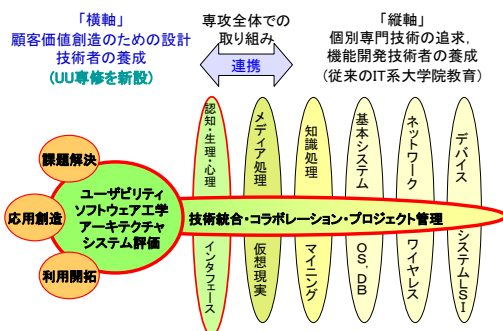 「横軸」
顧客価値創造のための設計
技術者の養成
(UU専修を新設)
専攻全体での
取り組み
連携
「縦軸」
個別専門技術の追求,
機能開発技術者の養成
(従来のIT系大学院教育)
課題解決
応用創造
利用開拓
ユーザビリティ
ソフトウェア工学
アーキテクチャ
システム評価
認知・生理・心理
メディア処理
知識処理
基本システム
ネットワーク
デバイス
技術統合・コラボレーション・プロジェクト管理
インタフェース
仮想現実
マイニング
OS, DB
ワイヤレス
システムLSI